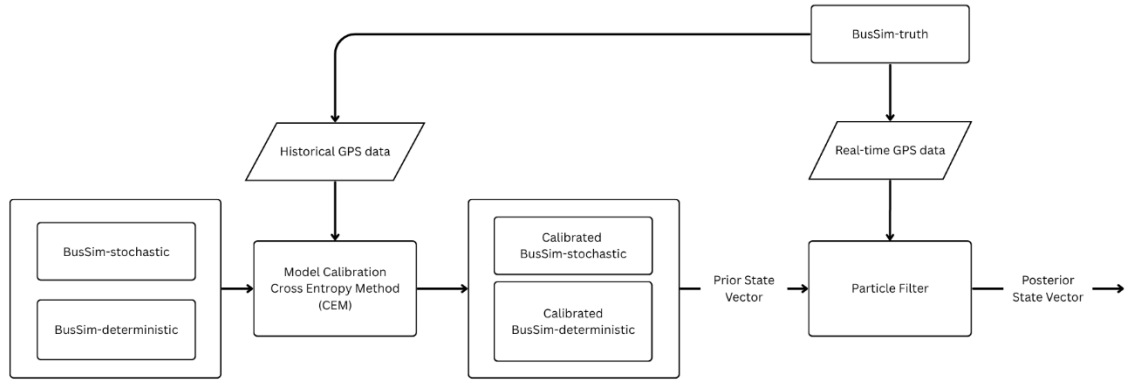 BusSim-truth
Historical GPS data
Real-time GPS data
BusSim-stochastic
BusSim-deterministic
Model Calibration
Cross Entropy Method
(CEM)
Calibrated
BusSim-stochastic
Calibrated
BusSim-deterministic
Prior State
Vector
Particle Filter
Posterior
State Vector